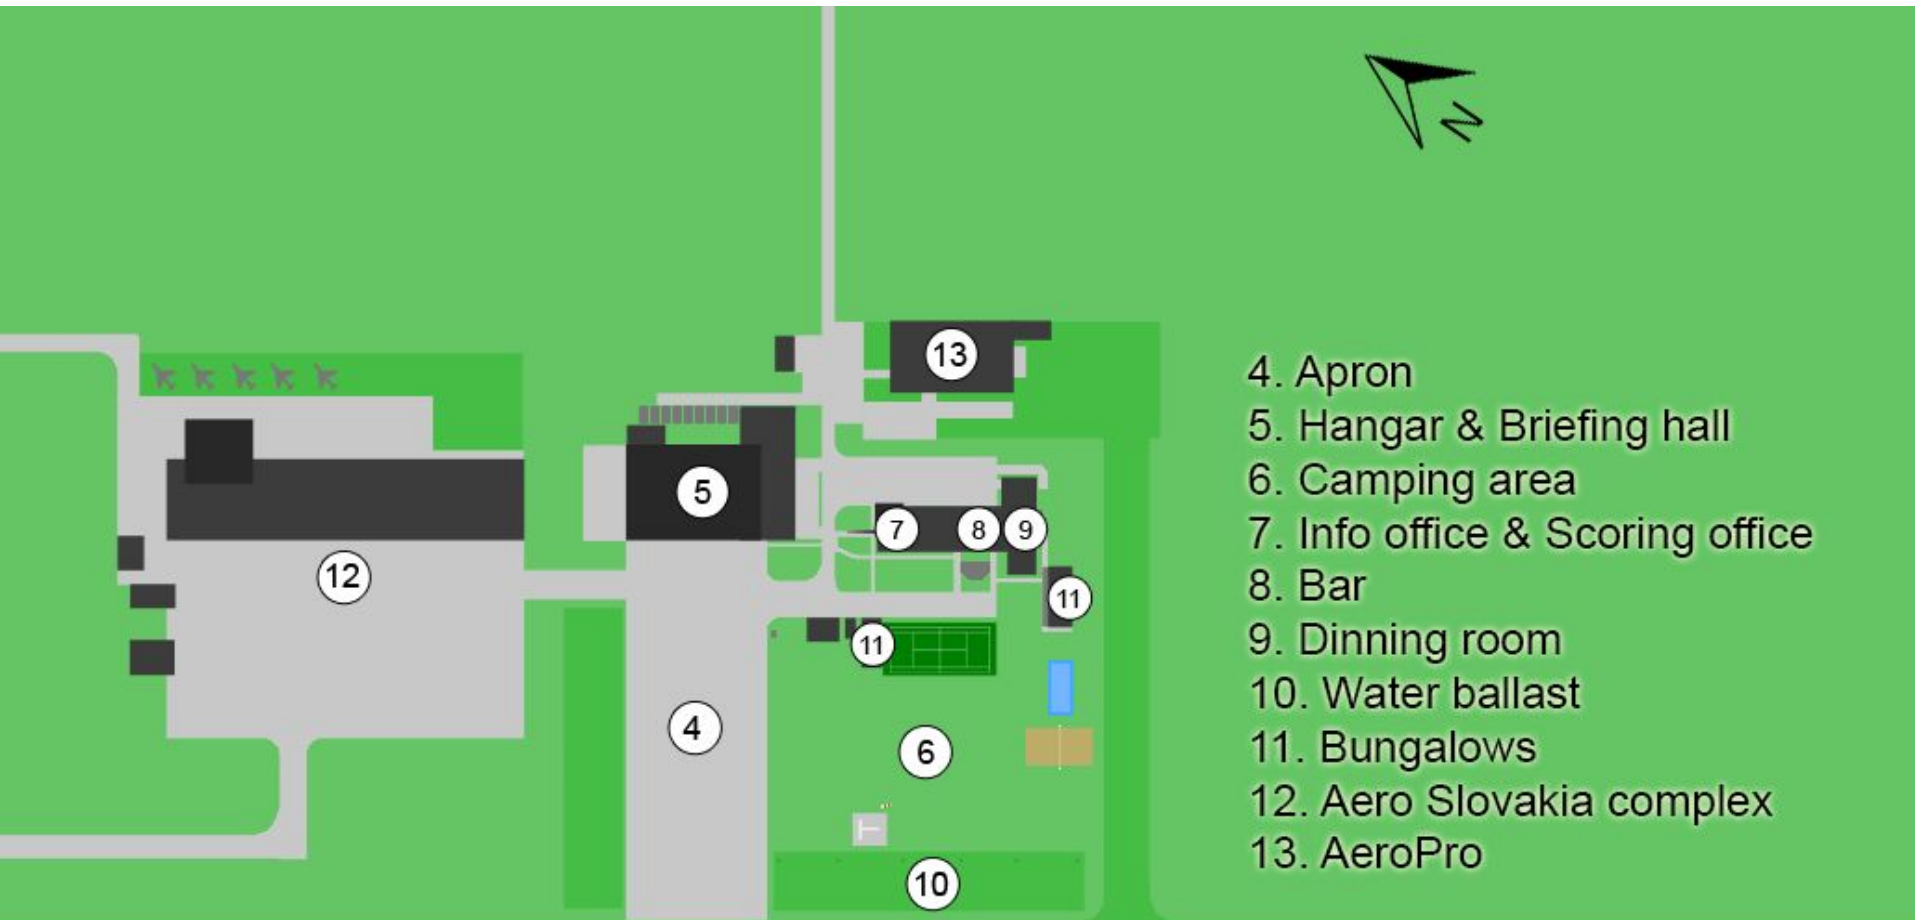 N
13
5
7
8
9
12
11
11
4
6
10
4. Apron
5. Hangar & Briefing hall
6. Camping area
7. Info office & Scoring office
8. Bar
9. Dinning room
10. Water ballast
11. Bungalows
12. Aero Slovakia complex
13. AeroPro